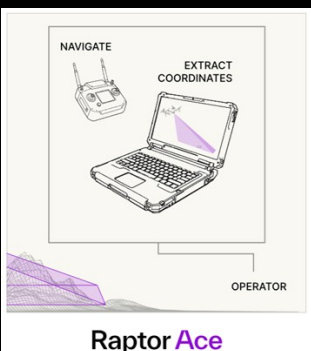 NAVIGATE
EXTRACT
COORDINATES
OPERATOR
Raptor Ace